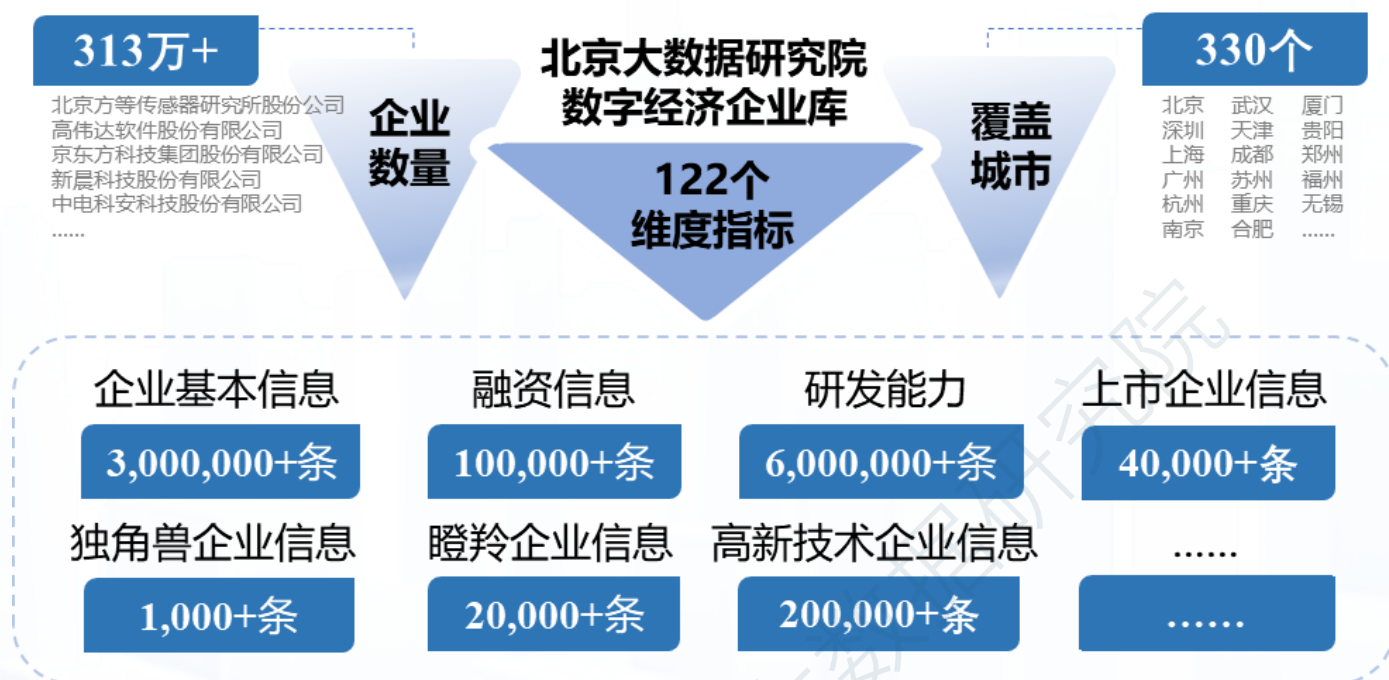 313万+
北京方等传感器研究所股份公司
高伟达软件股份有限公司
京东方科技集团股份有限公司
新晨科技股份有限公司
中电科安科技股份有限公司
......
企业
数量
北京大数据研究院
数字经济企业库
122个
维度指标
覆盖
城市
330个
北京 武汉 厦门
深圳 天津 贵阳
上海 成都 郑州
广州 苏州 福州
杭州 重庆 无锡
南京 合肥 ......
企业基本信息 融资信息 研发能力 上市企业信息
3,000,000+条 100,000+条 6,000,000+条 40,000+条
独角兽企业信息 瞪羚企业信息 高新技术企业信息 ......
1,000+条 20,000+条 200,000+条 ......
数据研究院